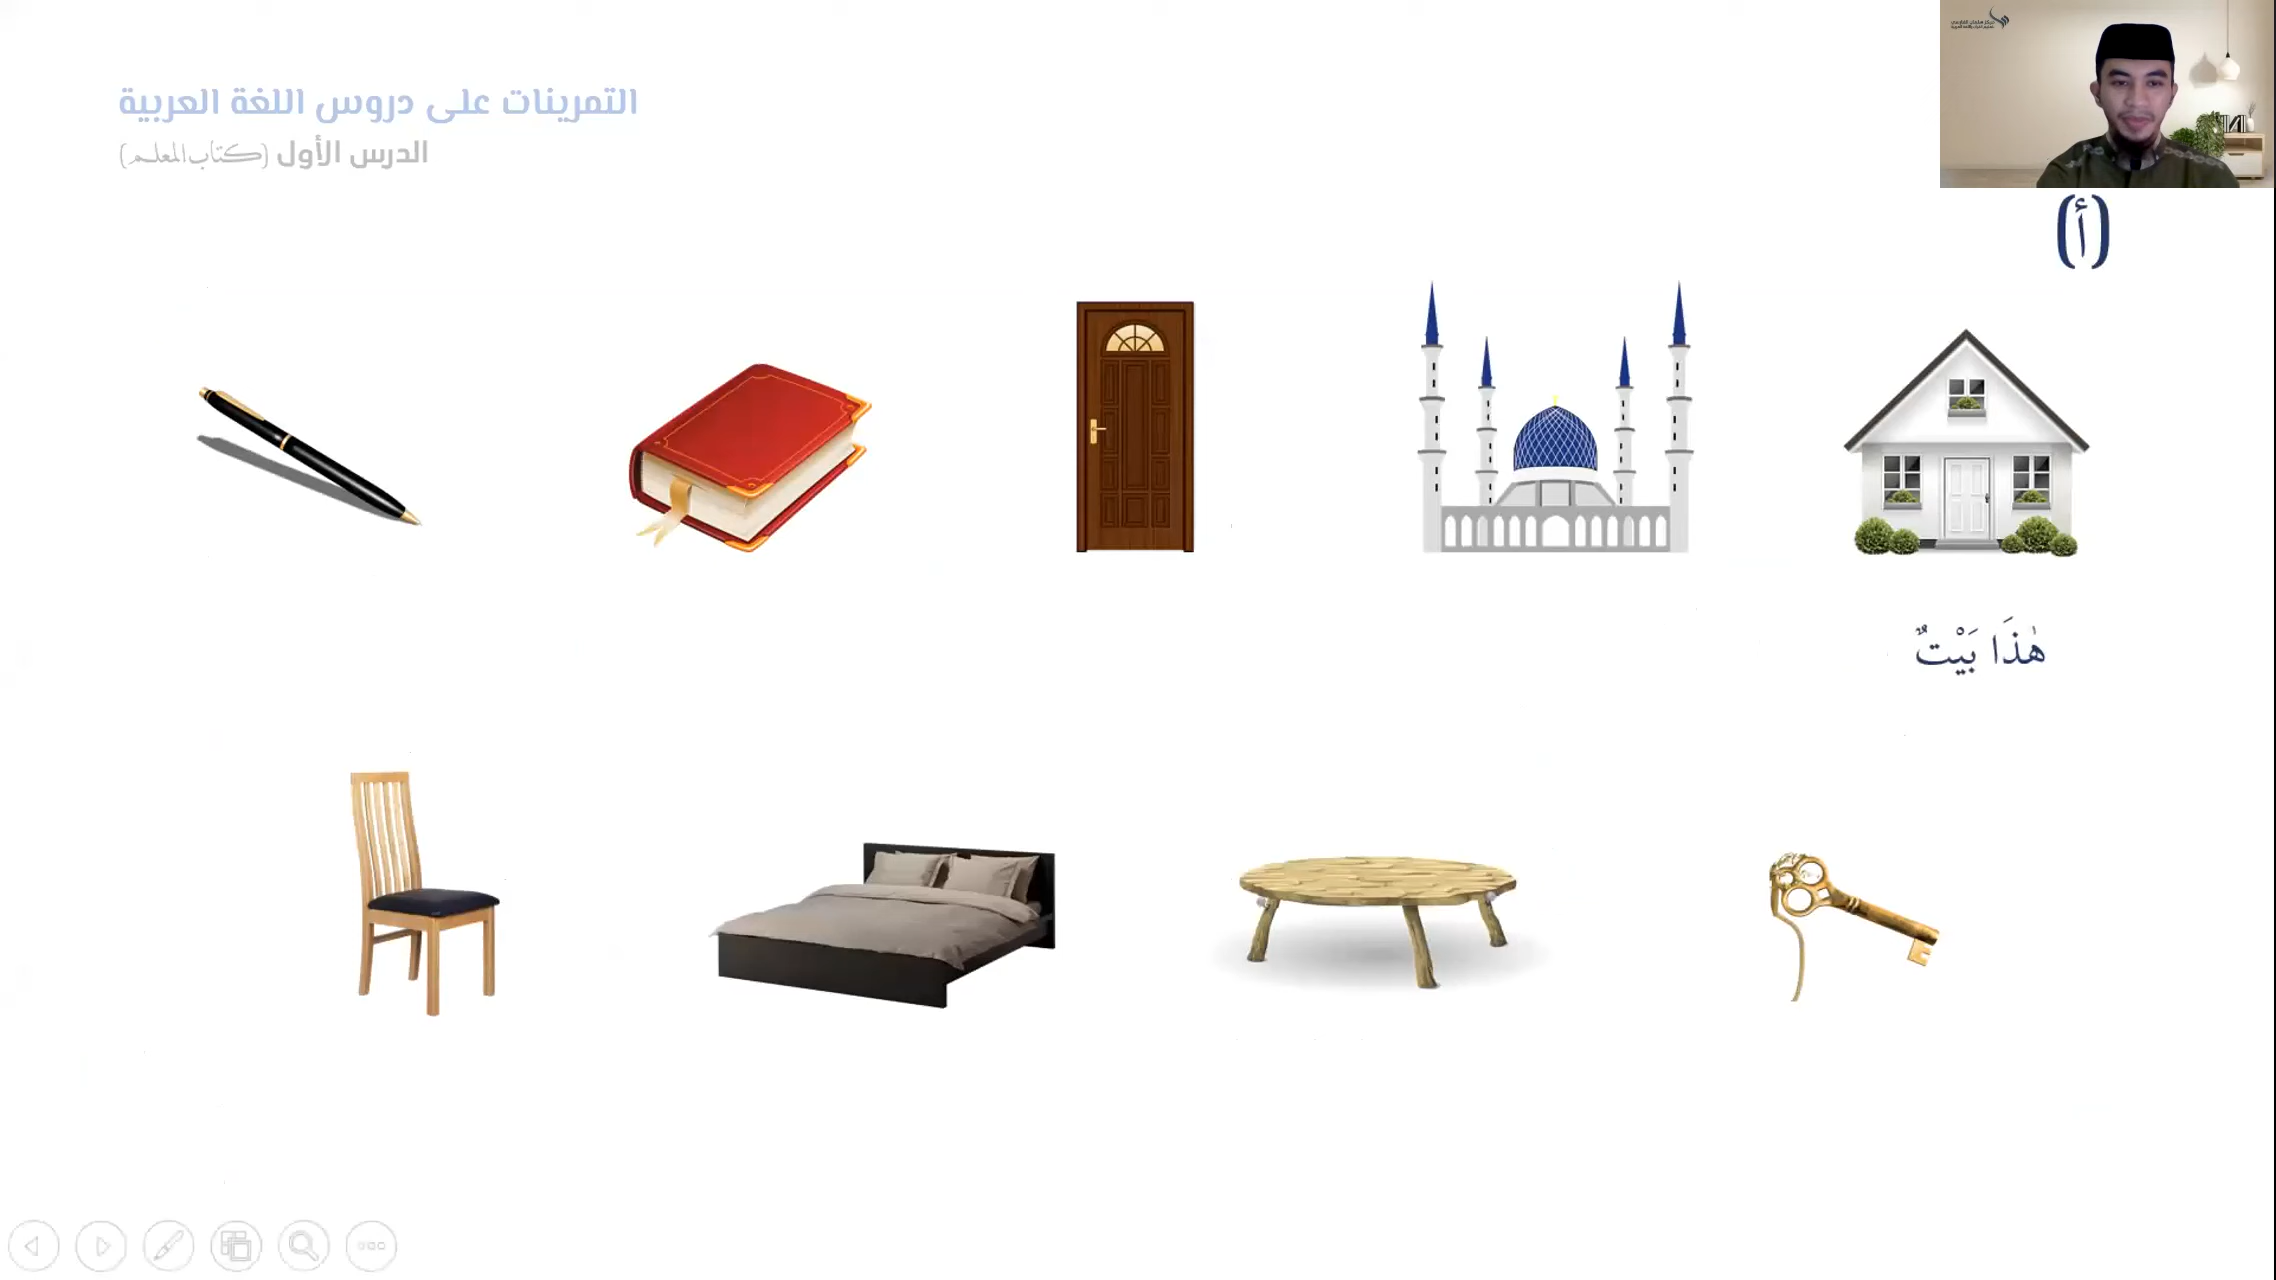 التمرينات على دروس اللغة العربية
الدرس الأول (كتاب المعلم)
(أ)
هٰذَا بَيْتٌ